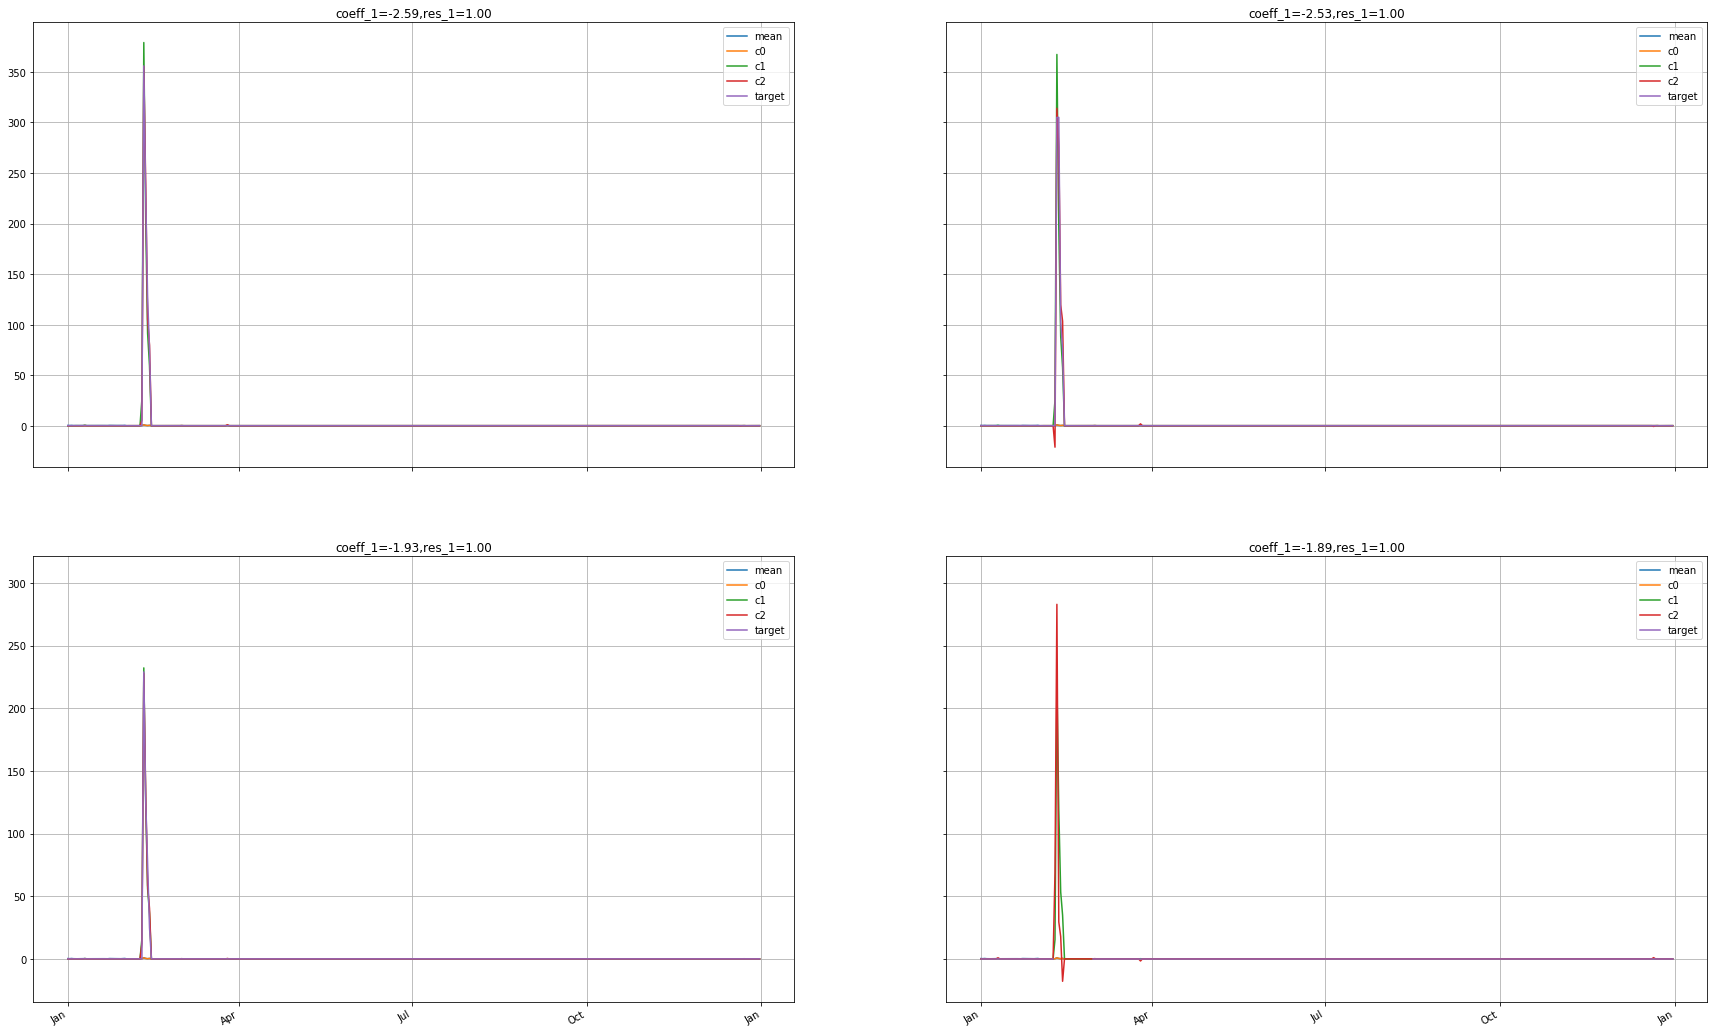 coeff_1=-2.59,res_1=1.00
350
300
250
200
150
100
50
0
mean
c0
c1
c2
target
coeff_1=-2.53,res_1=1.00
mean
c0
c1
c2
target
coeff_1=-1.93,res_1=1.00
300
250
200
150
100
50
0
mean
c0
c1
c2
target
Jan
Apr
Jul
Oct
Jan
coeff_1=-1.89,res_1=1.00
mean
c0
c1
c2
target
Jan
Apr
Jul
Oct
Jan